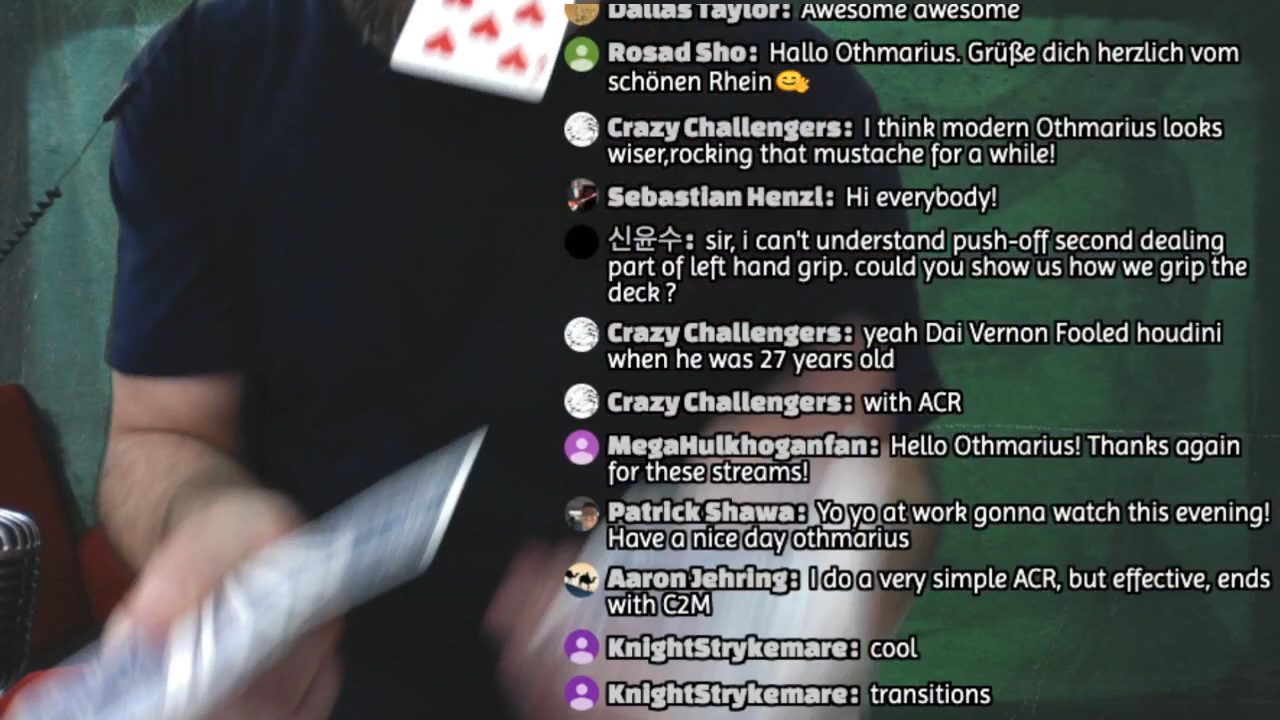 Dallas Taylor: Awesome awesome
Rosad Sho: Hallo Othmarius. Grüße dich herzlich vom
schönen Rhein
Crazy Challengers: I think modern Othmarius looks
wiser,rocking that mustache for a while!
Sebastian Henzl: Hi everybody!
신윤수: sir, i can't understand push-off second dealing
part of left hand grip. could you show us how we grip the
deck ?
Crazy Challengers: yeah Dai Vernon Fooled houdini
when he was 27 years old
Crazy Challengers: with ACR
MegaHulkhoganfan: Hello Othmarius! Thanks again
for these streams!
Patrick Shawa: Yo yo at work gonna watch this evening!
Have a nice day othmarius
Aaron Jehring: I do a very simple ACR, but effective, ends
with C2M
KnightStrykemare: cool
KnightStrykemare: transitions